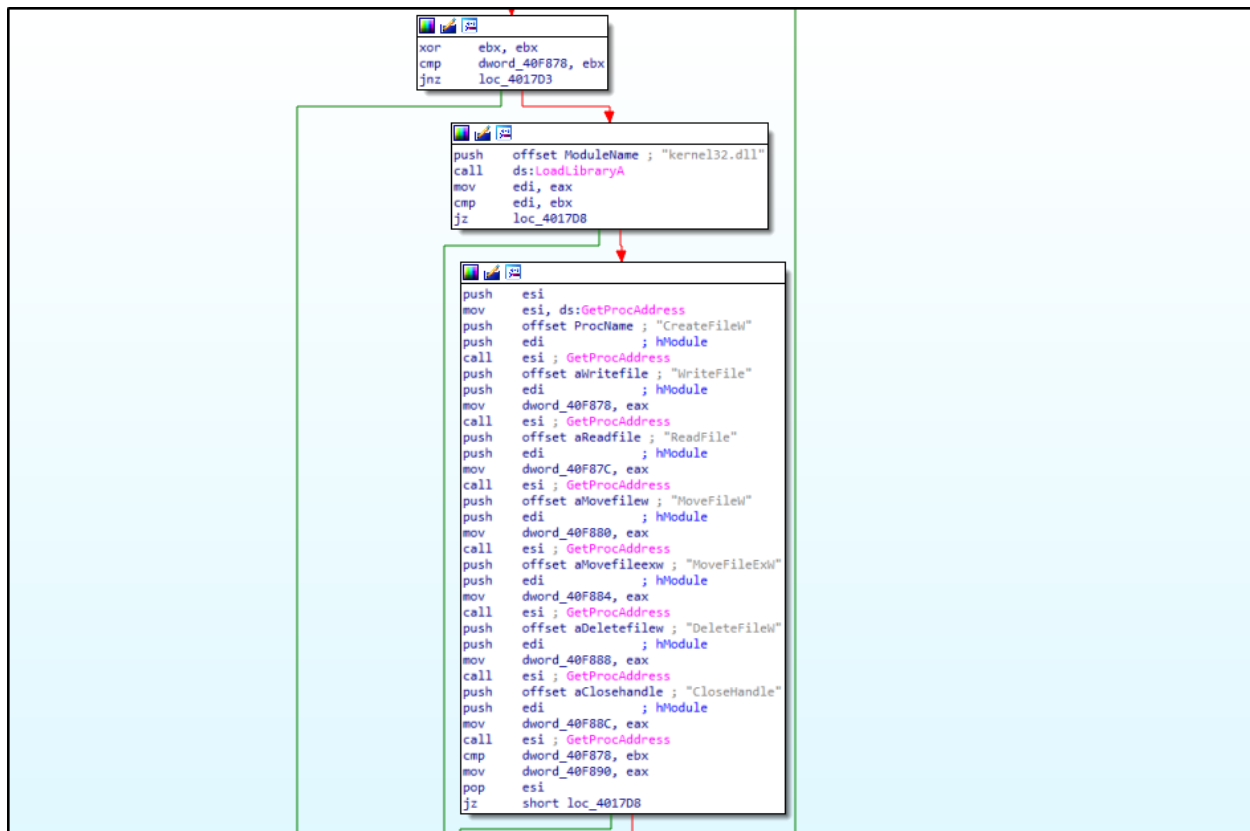 xor ebx, ebx
cmp dword_40F878, ebx
jnz loc_4017D3
push offset ModuleName ; "kernel32.dll"
call ds:LoadLibraryA
mov edi, eax
cmp edi, ebx
jz loc_4017D8
push esi
mov esi, ds:GetProcAddress
push offset ProcName ; "CreateFileW"
push edi ; hModule
call esi ; GetProcAddress
push offset aWritefile ; "WriteFile"
push edi ; hModule
mov dword_40F878, eax
call esi ; GetProcAddress
push offset aReadfile ; "ReadFile"
push edi ; hModule
mov dword_40F87C, eax
call esi ; GetProcAddress
push offset aMovefilew ; "MoveFileW"
push edi ; hModule
mov dword_40F880, eax
call esi ; GetProcAddress
push offset aMovefileexw ; "MoveFileExW"
push edi ; hModule
mov dword_40F884, eax
call esi ; GetProcAddress
push offset aDeletefilew ; "DeleteFileW"
push edi ; hModule
mov dword_40F888, eax
call esi ; GetProcAddress
push offset aClosehandle ; "CloseHandle"
push edi ; hModule
mov dword_40F88C, eax
call esi ; GetProcAddress
cmp dword_40F878, ebx
mov dword_40F890, eax
pop esi
jz short loc_4017D8